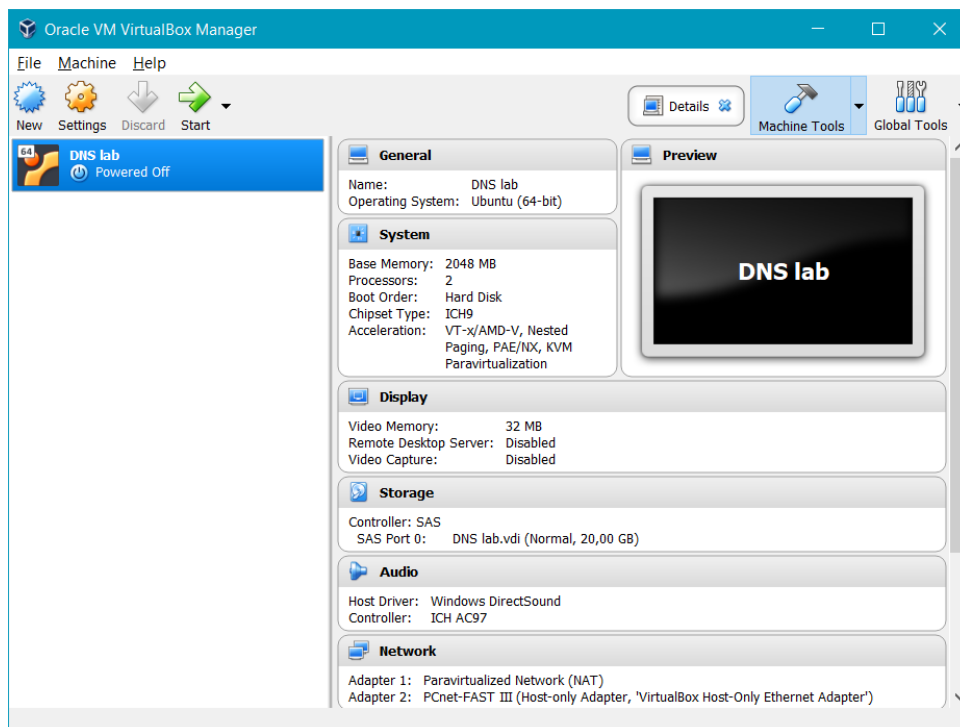 Oracle VM VirtualBox Manager
File Machine Help
New Settings Discard Start
Details
Machine Tools
Global Tools
64
DNS lab
Powered Off
General
Name: DNS lab
Operating System: Ubuntu (64-bit)
System
Base Memory: 2048 MB
Processors: 2
Boot Order: Hard Disk
Chipset Type: ICH9
Acceleration: VT-x/AMD-V, Nested
Paging, PAE/NX, KVM
Paravirtualization
Preview
DNS lab
Display
Video Memory: 32 MB
Remote Desktop Server: Disabled
Video Capture: Disabled
Storage
Controller: SAS
SAS Port 0: DNS lab.vdi (Normal, 20,00 GB)
Audio
Host Driver: Windows DirectSound
Controller: ICH AC97
Network
Adapter 1: Paravirtualized Network (NAT)
Adapter 2: PCnet-FAST III (Host-only Adapter, 'VirtualBox Host-Only Ethernet Adapter')